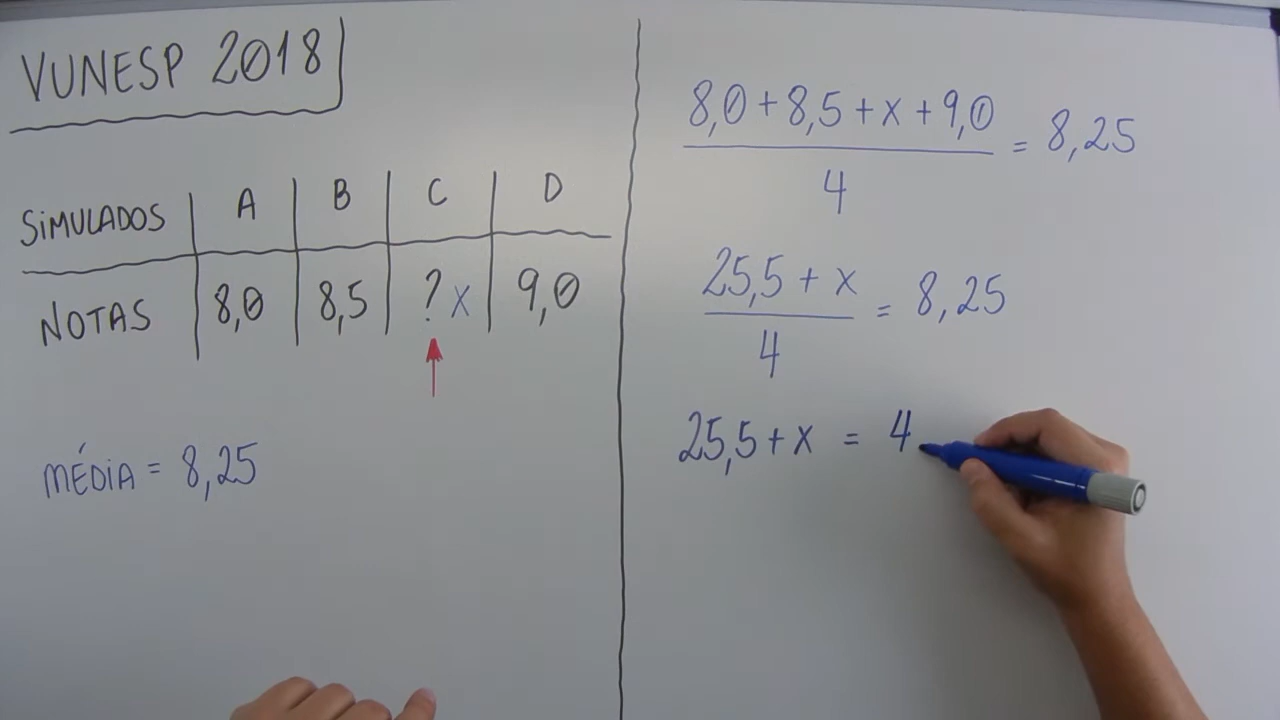 VUNESP 2018
SIMULADOS A B C D
NOTAS 8,0 8,5 ? x 9,0
MÉDIA = 8,25
8,0 + 8,5 + x + 9,0 = 8,25
4
25,5 + x = 8,25
4
25,5 + x = 4